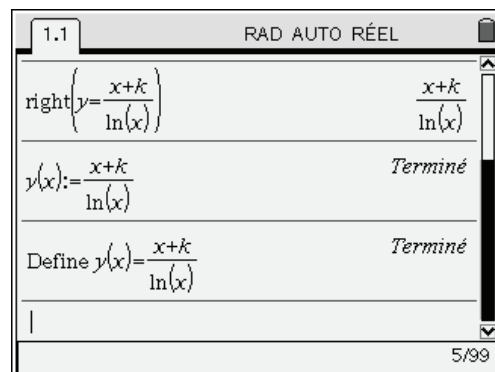 1.1 RAD AUTO RÉEL
right(y=(x+k)/ln(x)) (x+k)/ln(x)
y(x):=(x+k)/ln(x) Terminé
Define y(x)=(x+k)/ln(x) Terminé
5/99